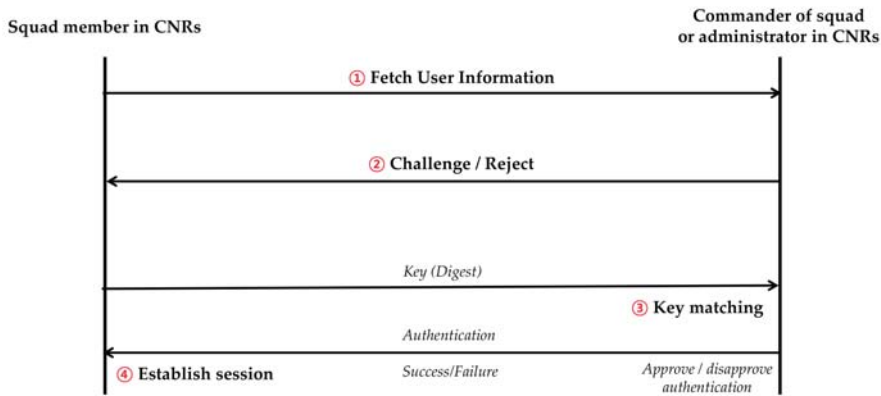 Squad member in CNRs
Commander of squad
or administrator in CNRs
① Fetch User Information
② Challenge / Reject
Key (Digest)
③ Key matching
Authentication
④ Establish session
Success/Failure
Approve / disapprove
authentication